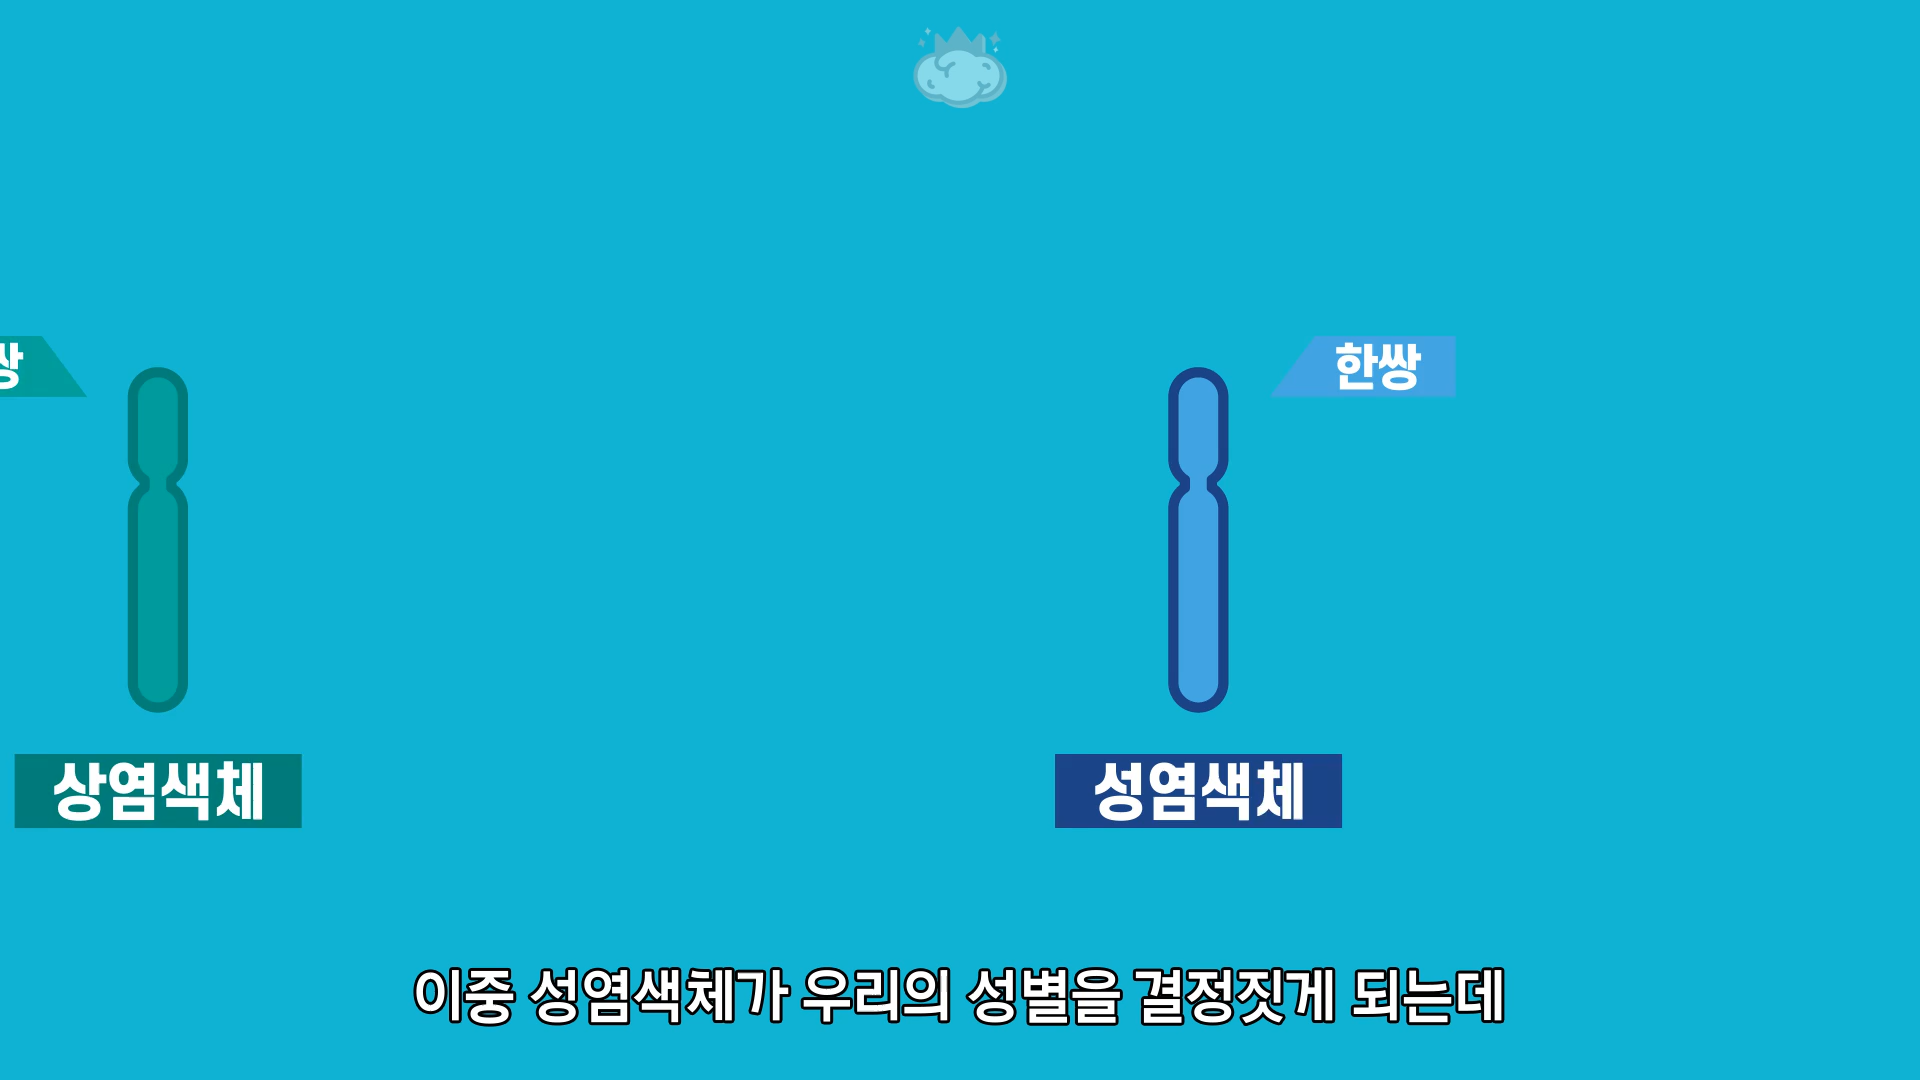 쌍
한쌍
상염색체
성염색체
이중 성염색체가 우리의 성별을 결정짓게 되는데